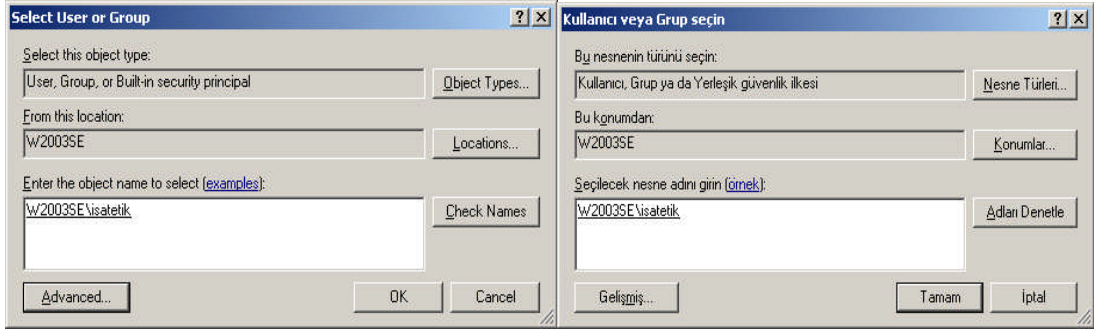 Select User or Group
Select this object type:
User, Group, or Built-in security principal
Object Types...
From this location:
W2003SE
Locations...
Enter the object name to select (examples):
W2003SE\isatetik
Check Names
Advanced...
OK
Cancel
Kullanıcı veya Grup seçin
Bu nesnenin türünü seçin:
Kullanıcı, Grup ya da Yerleşik güvenlik ilkesi
Nesne Türleri...
Bu konumdan:
W2003SE
Konumlar...
Seçilecek nesne adını girin (örnek):
W2003SE\isatetik
Adları Denetle
Gelişmiş...
Tamam
İptal